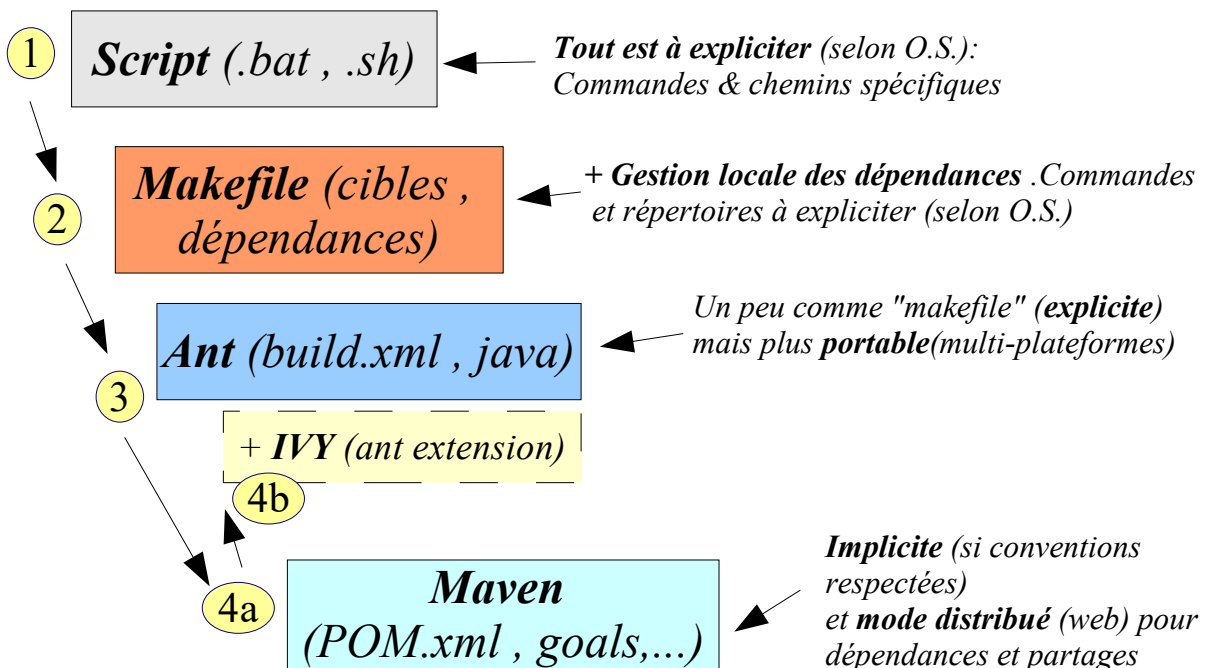 1
Script (.bat , .sh)
Tout est à expliciter (selon O.S.):
Commandes & chemins spécifiques
2
Makefile (cibles ,
dépendances)
+ Gestion locale des dépendances .Commandes
et répertoires à expliciter (selon O.S.)
3
Ant (build.xml , java)
Un peu comme "makefile" (explicite)
mais plus portable(multi-plateformes)
+ IVY (ant extension)
4b
4a
Maven
(POM.xml , goals,...)
Implicite (si conventions
respectées)
et mode distribué (web) pour
dépendances et partages